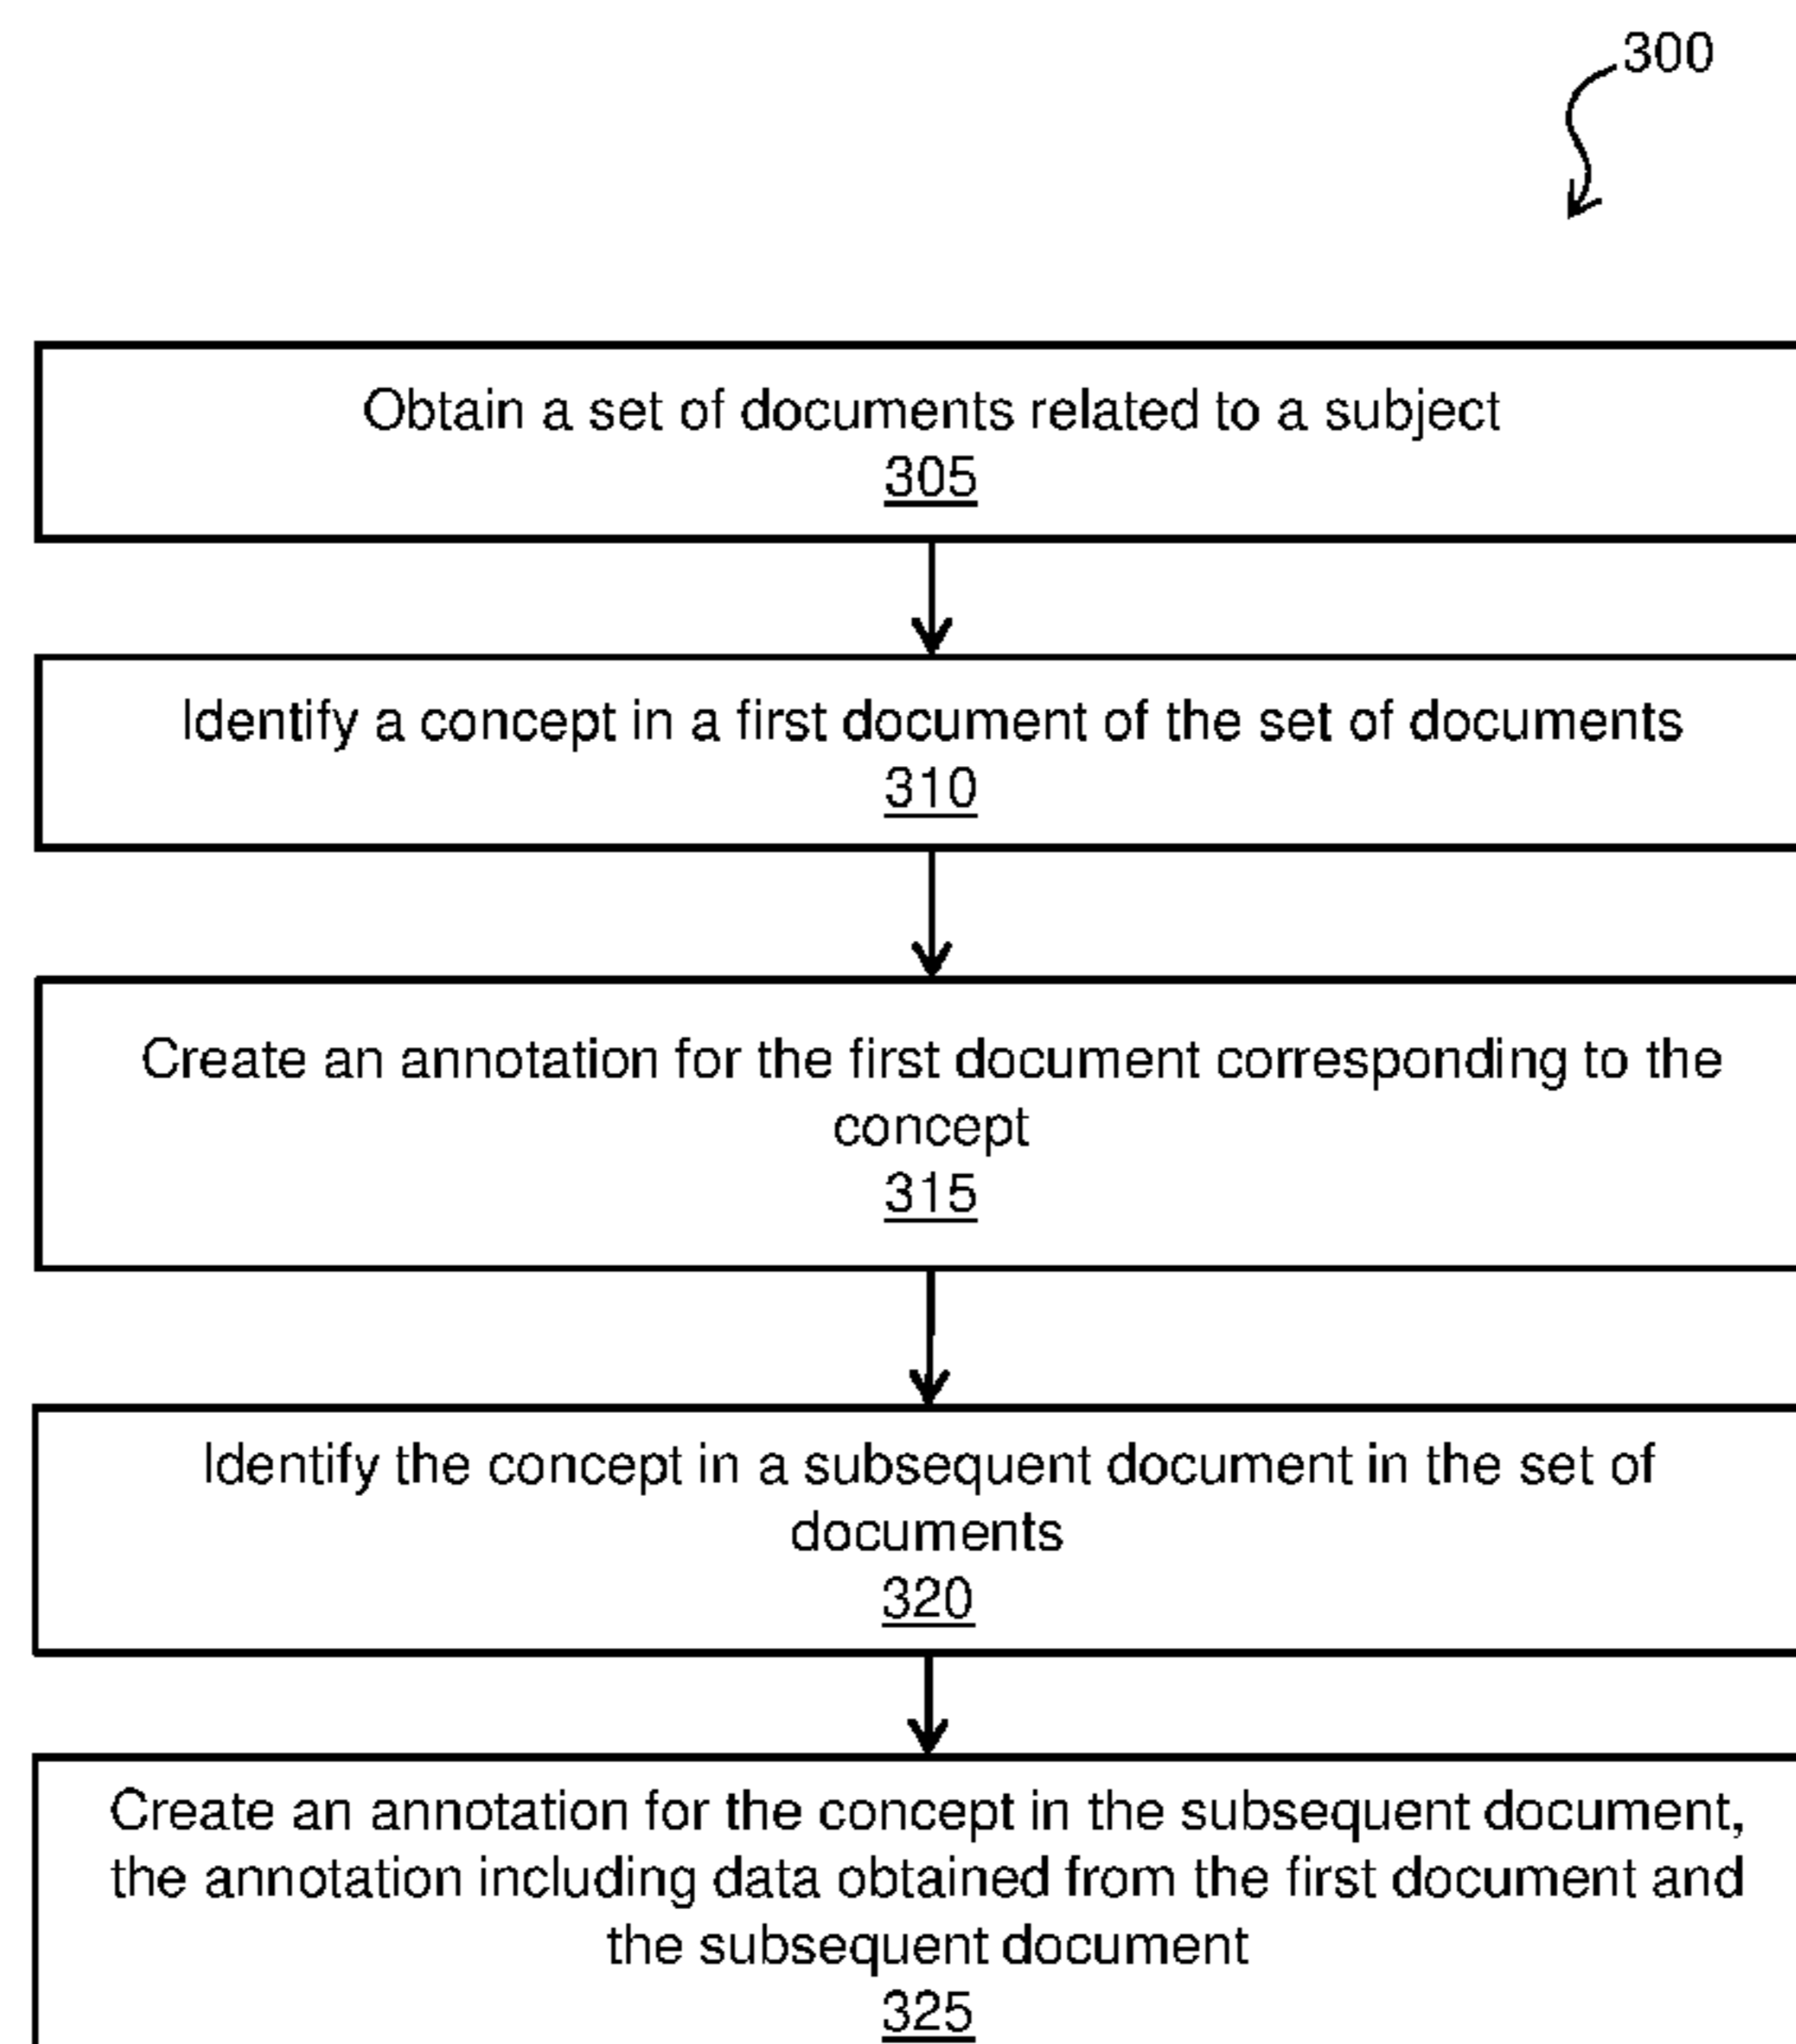 300
Obtain a set of documents related to a subject
305
Identify a concept in a first document of the set of documents
310
Create an annotation for the first document corresponding to the
concept
315
Identify the concept in a subsequent document in the set of
documents
320
Create an annotation for the concept in the subsequent document,
the annotation including data obtained from the first document and
the subsequent document
325